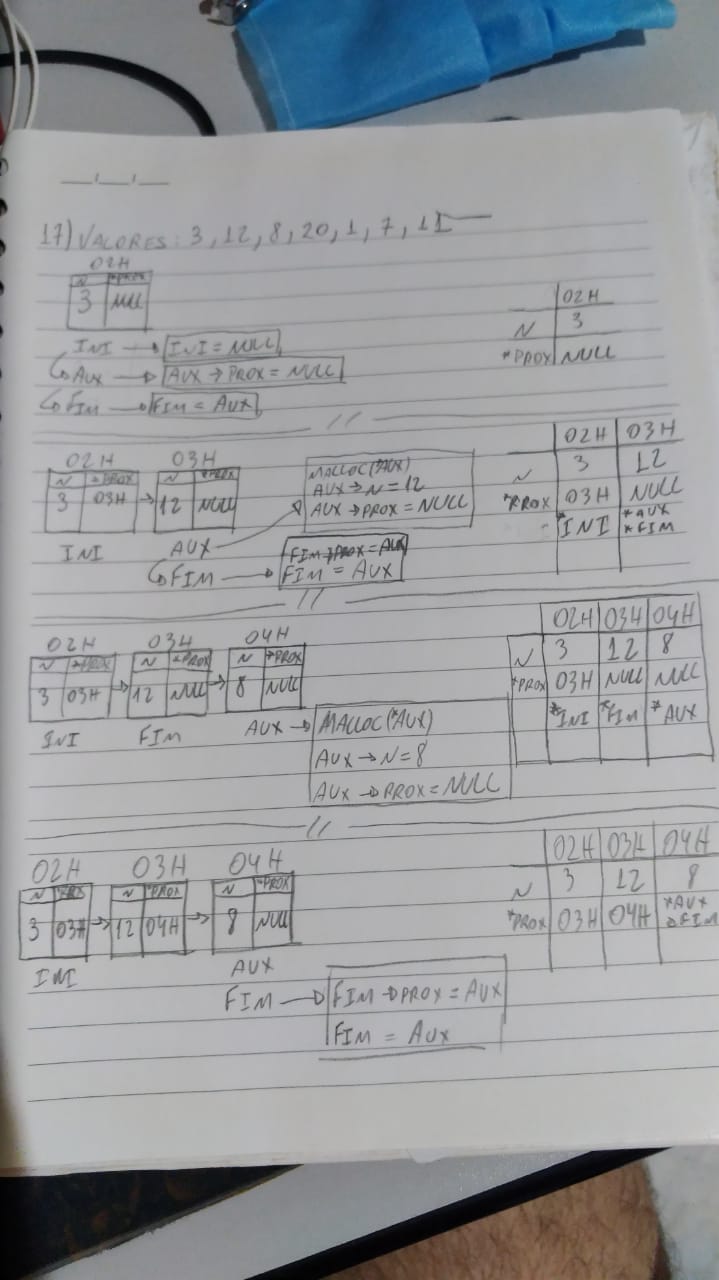 17) VALORES: 3, 12, 8, 20, 1, 7, 11
02H
N *PROX
3 NULL
INI → INI = NULL
↳ AUX → AUX → PROX = NULL
↳ FIM → FIM = AUX
02H
N 3
*PROX NULL
//
02H 03H
N *PROX N *PROX
3 03H → 12 NULL
INI AUX
↳ FIM
MALLOC(*AUX)
AUX → N = 12
AUX → PROX = NULL
FIM → PROX = AUX
FIM = AUX
02H 03H
N 3 12
*PROX 03H NULL
*INI *AUX
*FIM
//
02H 03H 04H
N *PROX N *PROX N *PROX
3 03H → 12 NULL → 8 NULL
INI FIM AUX →
MALLOC(*AUX)
AUX → N = 8
AUX → PROX = NULL
02H 03H 04H
N 3 12 8
*PROX 03H NULL NULL
*INI *FIM *AUX
//
02H 03H 04H
N *PROX N *PROX N *PROX
3 03H → 12 04H → 8 NULL
INI AUX
FIM → FIM → PROX = AUX
FIM = AUX
02H 03H 04H
N 3 12 8
*PROX 03H 04H *AUX
FIM